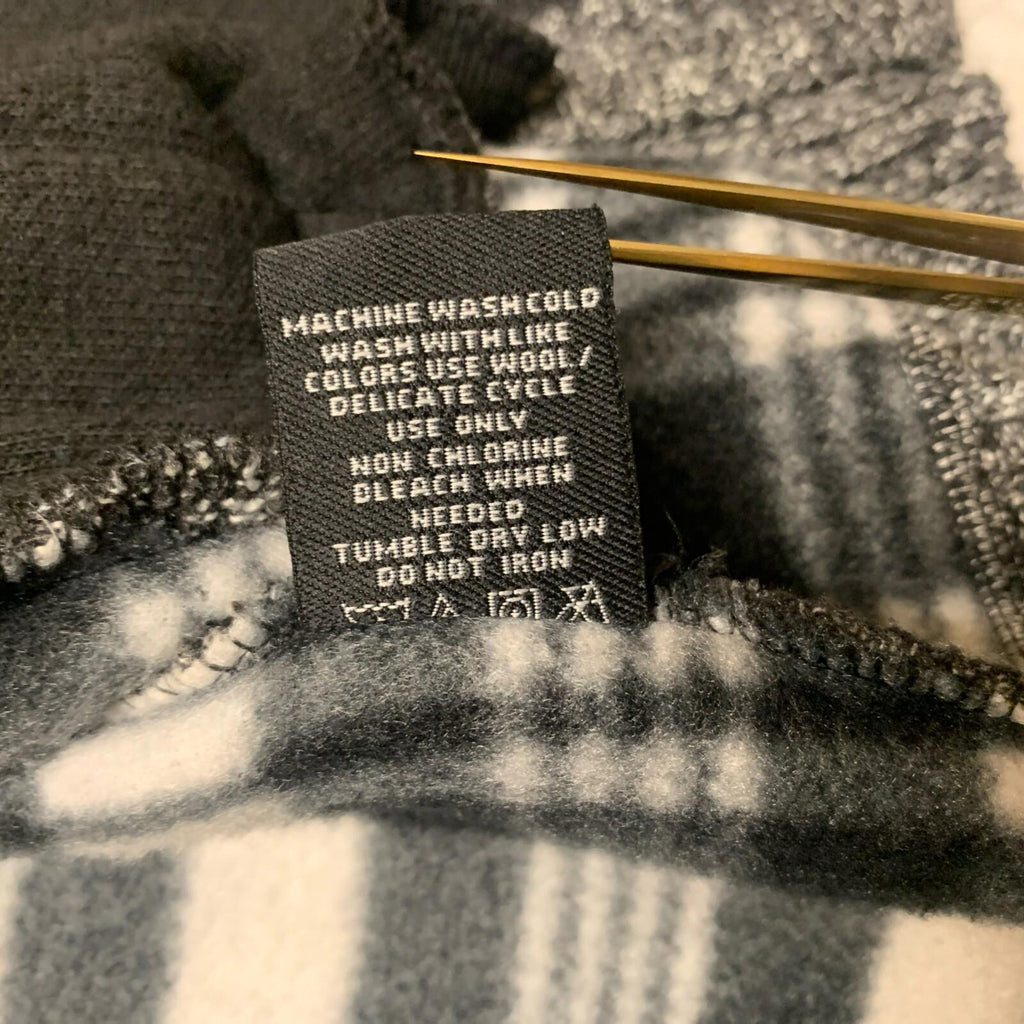 MACHINE WASH COLD
WASH WITH LIKE
COLORS USE WOOL/
DELICATE CYCLE
USE ONLY
NON CHLORINE
BLEACH WHEN
NEEDED
TUMBLE DRY LOW
DO NOT IRON